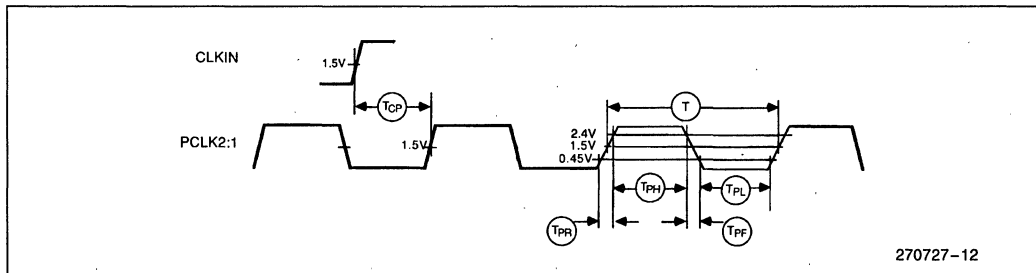 CLKIN
1.5V
TCP
T
PCLK2:1
1.5V
2.4V
1.5V
0.45V
TPH
TPL
TPR
TPF
270727-12